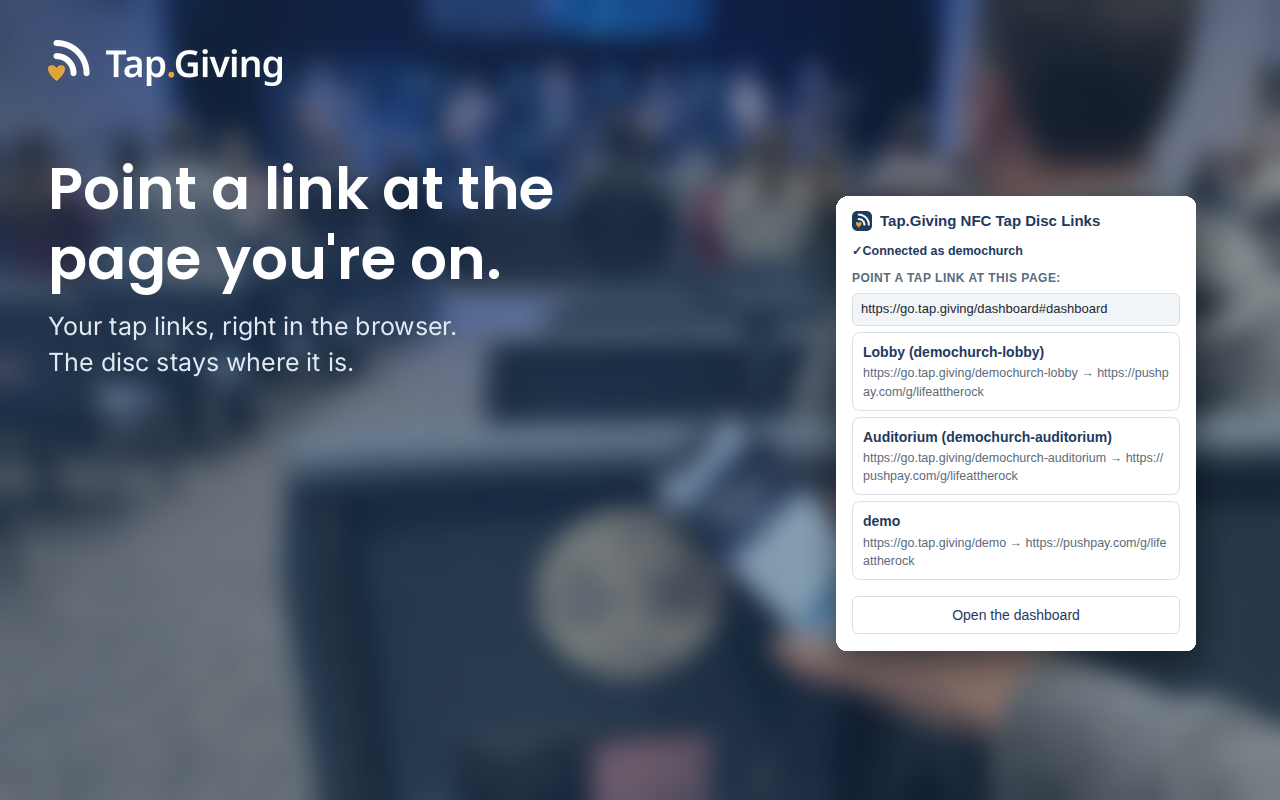 Tap.Giving
Point a link at the
page you're on.
Your tap links, right in the browser.
The disc stays where it is.
Tap.Giving NFC Tap Disc Links
✓Connected as demochurch
POINT A TAP LINK AT THIS PAGE:
https://go.tap.giving/dashboard#dashboard
Lobby (demochurch-lobby)
https://go.tap.giving/demochurch-lobby → https://pushp
ay.com/g/lifeattherock
Auditorium (demochurch-auditorium)
https://go.tap.giving/demochurch-auditorium → https://
pushpay.com/g/lifeattherock
demo
https://go.tap.giving/demo → https://pushpay.com/g/life
attherock
Open the dashboard